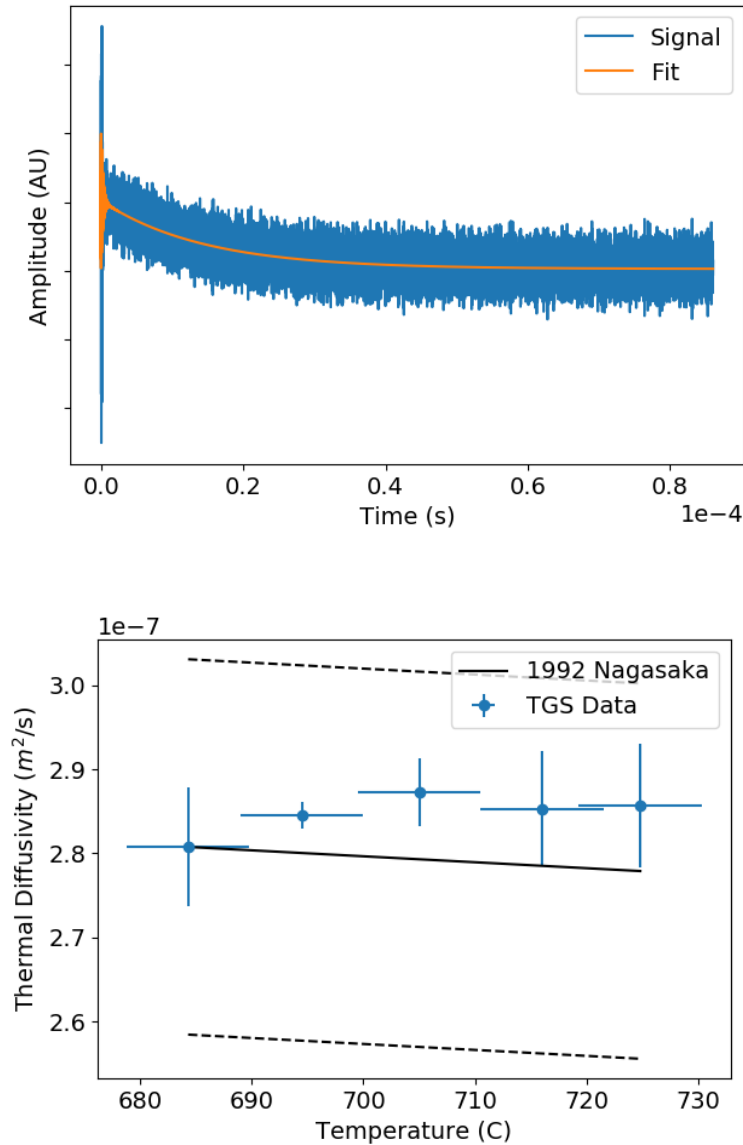 Signal
Fit
Amplitude (AU)
0.0 0.2 0.4 0.6 0.8
1e−4
Time (s)
1e−7
1992 Nagasaka
TGS Data
Thermal Diffusivity (m²/s)
3.0
2.9
2.8
2.7
2.6
680 690 700 710 720 730
Temperature (C)